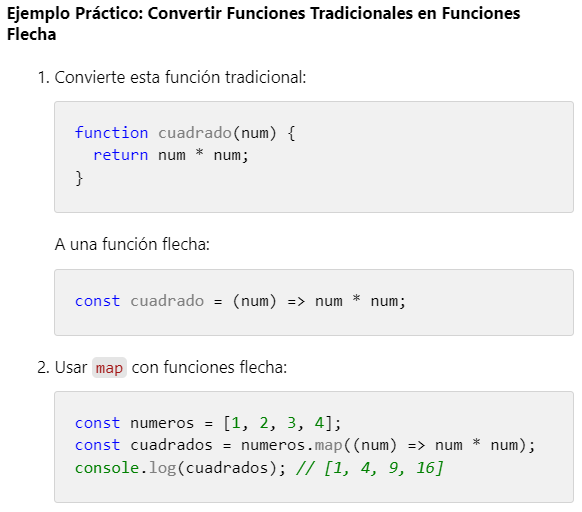 Ejemplo Práctico: Convertir Funciones Tradicionales en Funciones
Flecha
1. Convierte esta función tradicional:
function cuadrado(num) {
  return num * num;
}
A una función flecha:
const cuadrado = (num) => num * num;
2. Usar map con funciones flecha:
const numeros = [1, 2, 3, 4];
const cuadrados = numeros.map((num) => num * num);
console.log(cuadrados); // [1, 4, 9, 16]